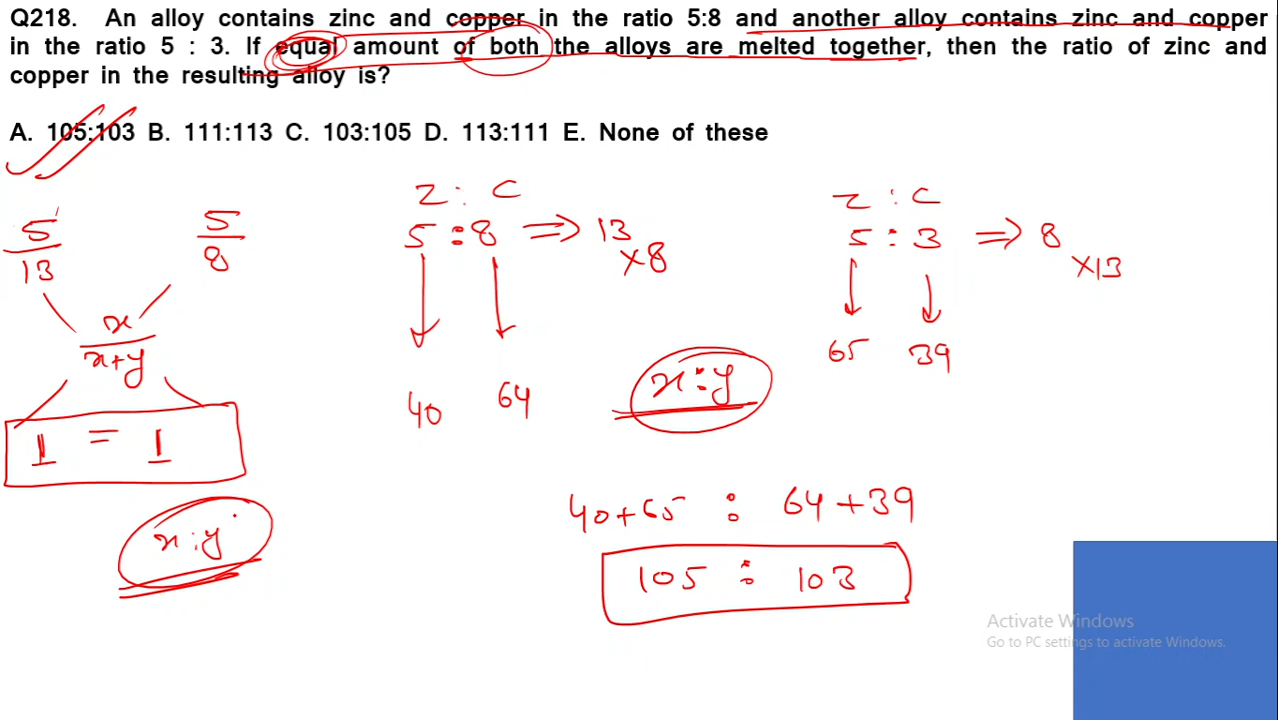 Q218. An alloy contains zinc and copper in the ratio 5:8 and another alloy contains zinc and copper
in the ratio 5 : 3. If equal amount of both the alloys are melted together, then the ratio of zinc and
copper in the resulting alloy is?
A. 105:103 B. 111:113 C. 103:105 D. 113:111 E. None of these
Z : C
5 : 8 ⇒ 13
×8
40 64
Z : C
5 : 3 ⇒ 8
×13
65 39
5/13 5/8
x/(x+y)
1 = 1
x : y
x : y
40+65 : 64+39
105 : 103
Activate Windows
Go to PC settings to activate Windows.